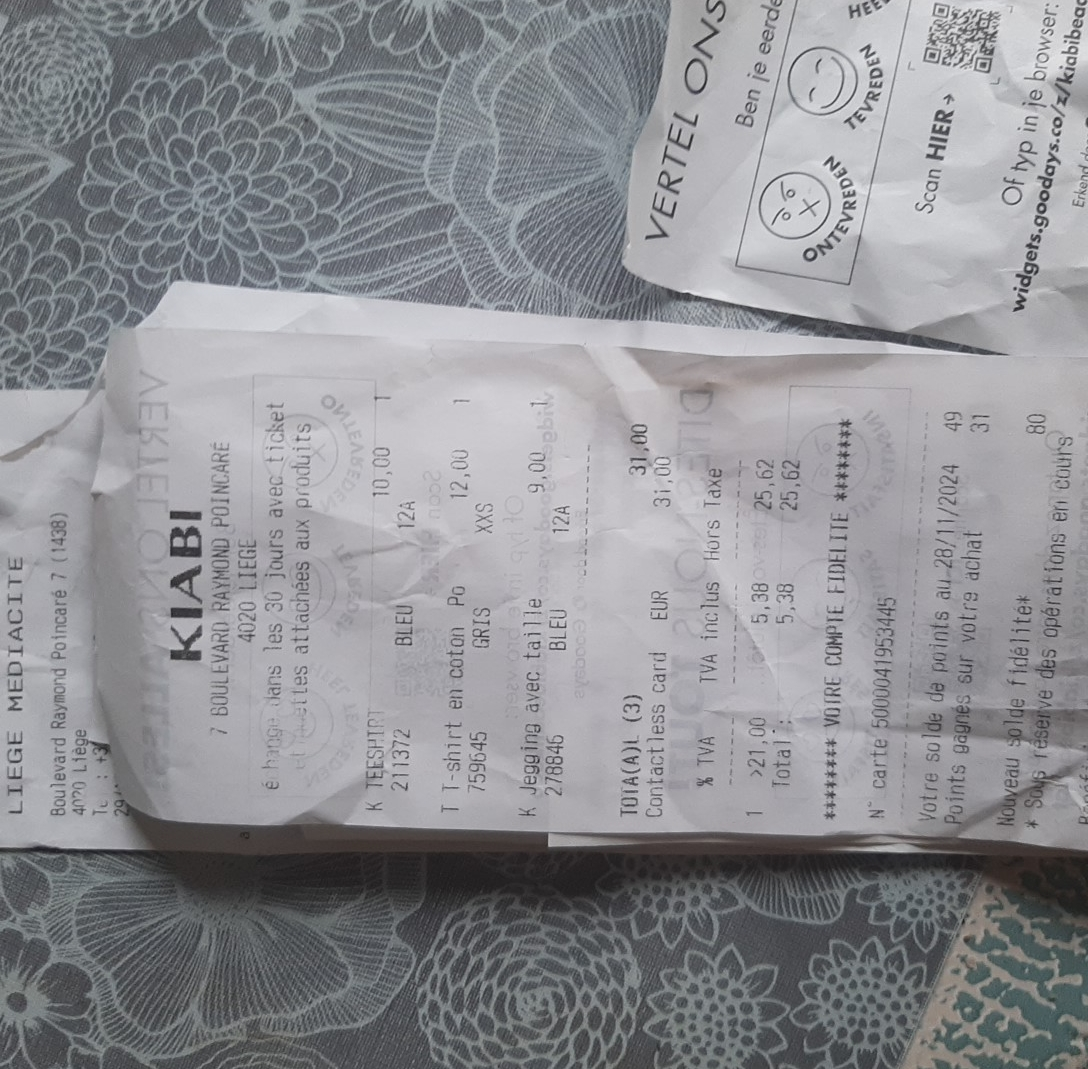 LIEGE MEDIACITE
Boulevard Raymond Poincaré 7 (1438)
4020 Liège
KIABI
7 BOULEVARD RAYMOND POINCARÉ
4020 LIEGE
dans les 30 jours avec ticket
attachées aux produits
K TEESHIRT 10,00 1
211372 BLEU 12A
T T-shirt en coton Po 12,00 1
759645 GRIS XXS
K Jegging avec taille 9,00 1
278846 BLEU 12A
TOTA(A)L (3) 31,00
Contactless card EUR 31,00
% TVA TVA inclus Hors Taxe
1 >21,00 5,38 25,62
Total : 5,38 25,62
******** VOTRE COMPTE FIDELITE ********
N° carte 5000041953445
Votre solde de points au 28/11/2024 49
Points gagnés sur votre achat 31
Nouveau solde fidélité* 80
* Sous réserve des opérations en cours
VERTEL ONS
Ben je eerde
ONTEVREDEN
TEVREDEN
HEE
Scan HIER →
Of typ in je browser:
widgets.goodays.co/z/kiabibea